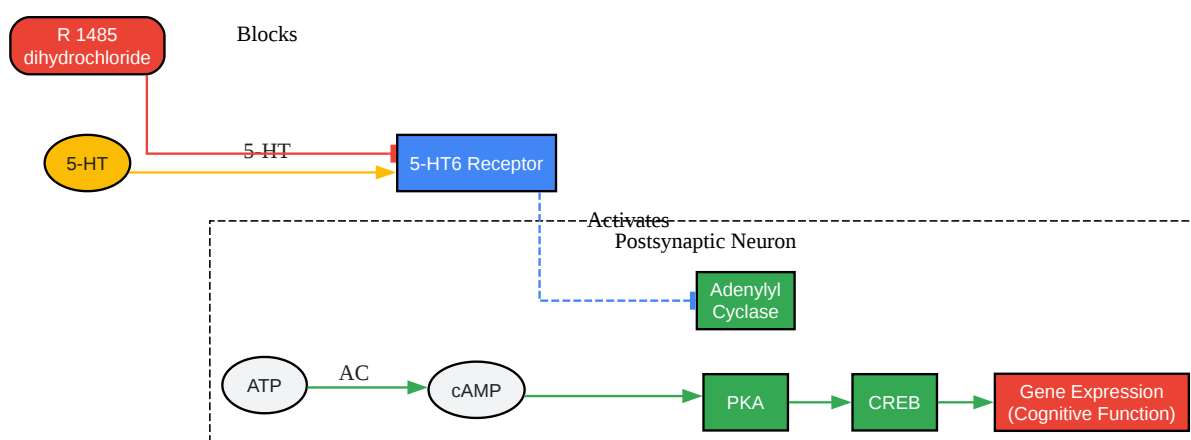 R 1485
dihydrochloride
Blocks
5-HT
5-HT
5-HT6 Receptor
Activates
Postsynaptic Neuron
Adenylyl
Cyclase
ATP
AC
cAMP
PKA
CREB
Gene Expression
(Cognitive Function)